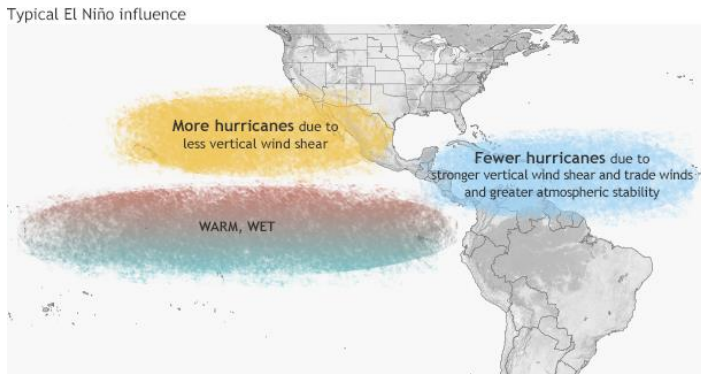 Typical El Niño influence
More hurricanes due to
less vertical wind shear
Fewer hurricanes due to
stronger vertical wind shear and trade winds
and greater atmospheric stability
WARM, WET